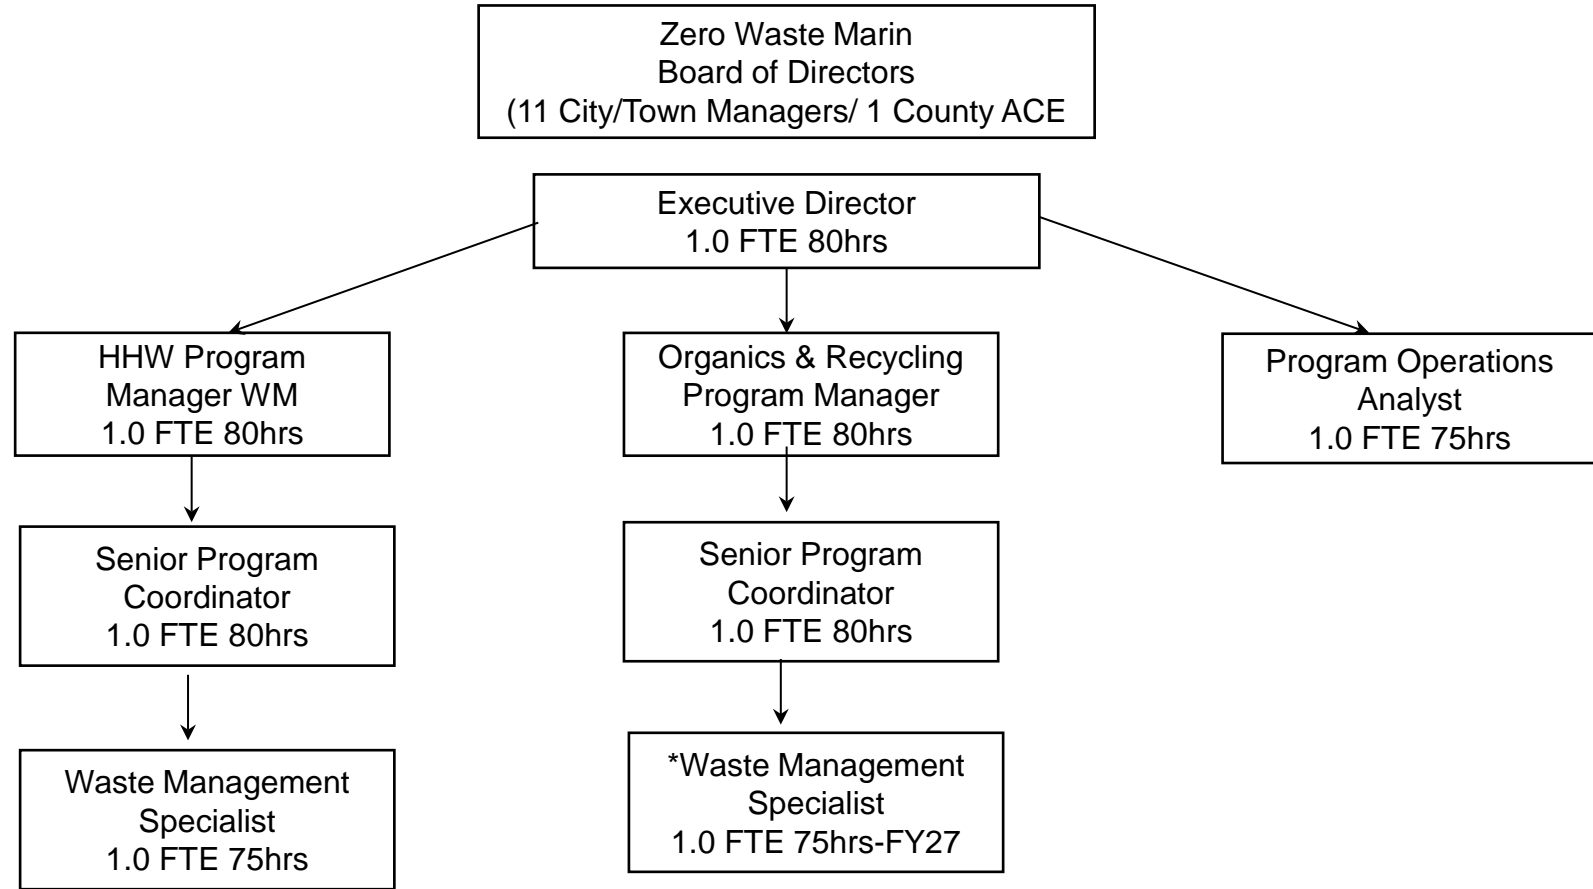 Zero Waste Marin
Board of Directors
(11 City/Town Managers/ 1 County ACE
Executive Director
1.0 FTE 80hrs
HHW Program
Manager WM
1.0 FTE 80hrs
Organics & Recycling
Program Manager
1.0 FTE 80hrs
Program Operations
Analyst
1.0 FTE 75hrs
Senior Program
Coordinator
1.0 FTE 80hrs
Senior Program
Coordinator
1.0 FTE 80hrs
Waste Management
Specialist
1.0 FTE 75hrs
*Waste Management
Specialist
1.0 FTE 75hrs-FY27